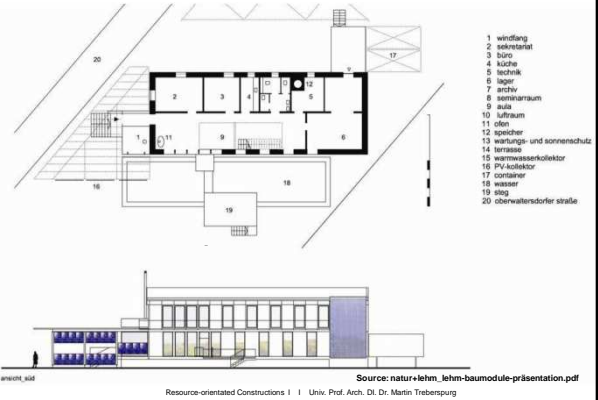 20
17
12
2
3
4
5
1
11
9
6
16
18
19
1 windfang
2 sekretariat
3 büro
4 küche
5 technik
6 lager
7 archiv
8 seminarraum
9 aula
10 luftraum
11 ofen
12 speicher
13 wartungs- und sonnenschutz
14 terrasse
15 warmwasserkollektor
16 PV-kollektor
17 container
18 wasser
19 steg
20 oberwaltersdorfer straße
ansicht_süd
Source: natur+lehm_lehm-baumodule-präsentation.pdf
Resource-orientated Constructions I I Univ. Prof. Arch. DI. Dr. Martin Treberspurg